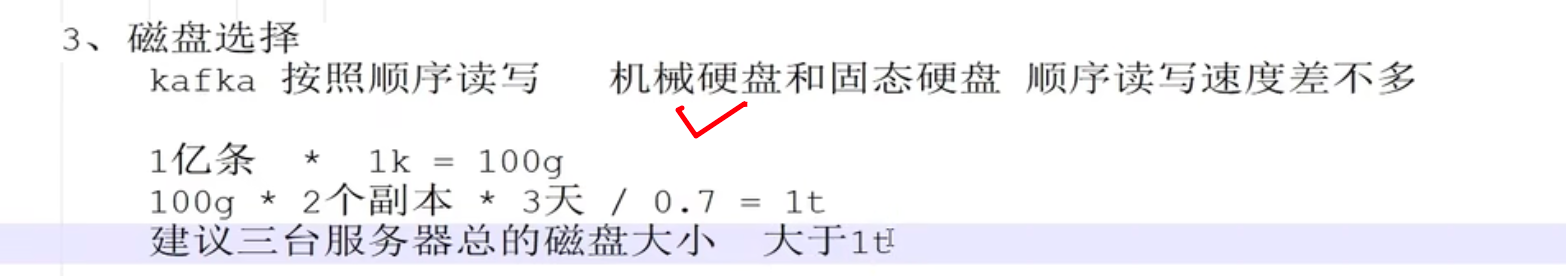 3、磁盘选择
kafka 按照顺序读写 机械硬盘和固态硬盘 顺序读写速度差不多
1亿条 * 1k = 100g
100g * 2个副本 * 3天 / 0.7 = 1t
建议三台服务器总的磁盘大小 大于1t